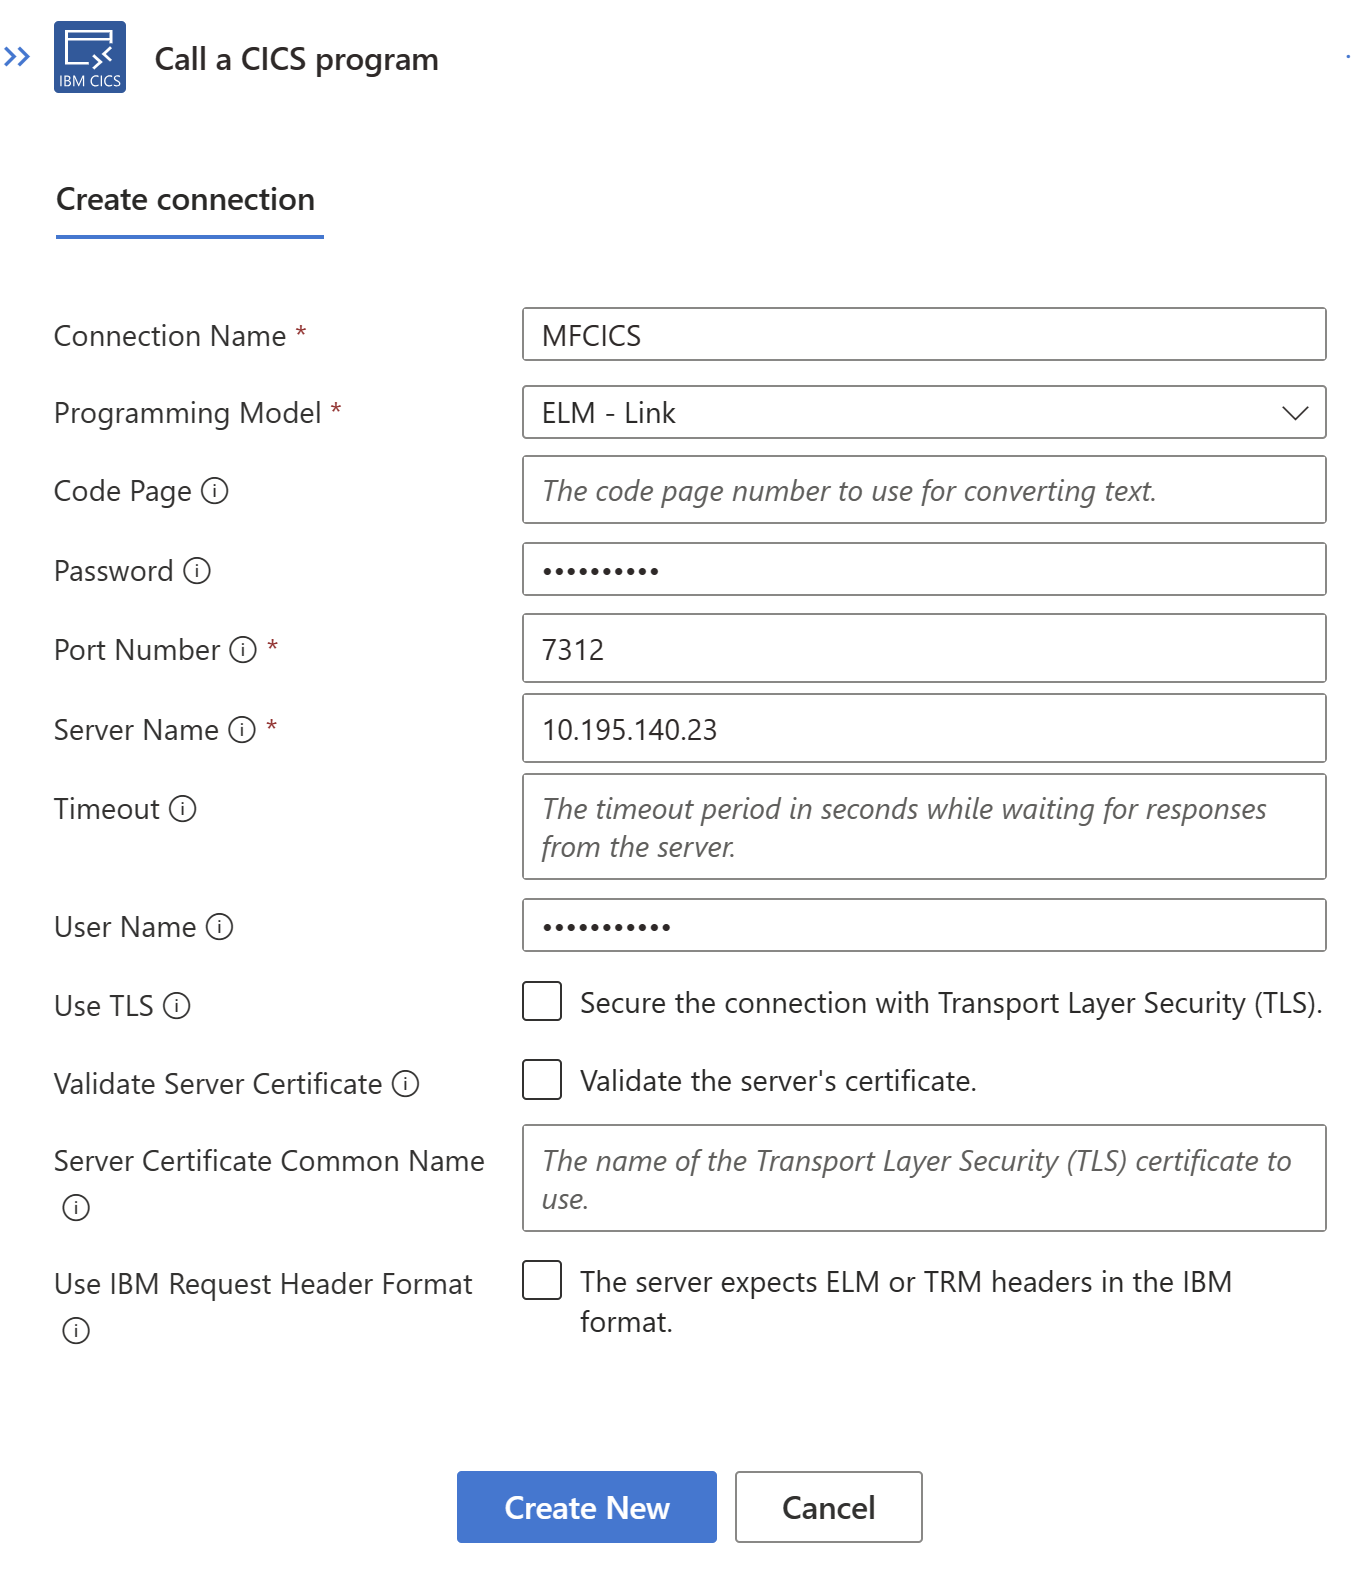 IBM CICS
Call a CICS program
Create connection
Connection Name *
MFCICS
Programming Model *
ELM - Link
Code Page
The code page number to use for converting text.
Password
••••••••••
Port Number *
7312
Server Name *
10.195.140.23
Timeout
The timeout period in seconds while waiting for responses
from the server.
User Name
•••••••••••
Use TLS
Secure the connection with Transport Layer Security (TLS).
Validate Server Certificate
Validate the server's certificate.
Server Certificate Common Name
The name of the Transport Layer Security (TLS) certificate to
use.
Use IBM Request Header Format
The server expects ELM or TRM headers in the IBM
format.
Create New
Cancel